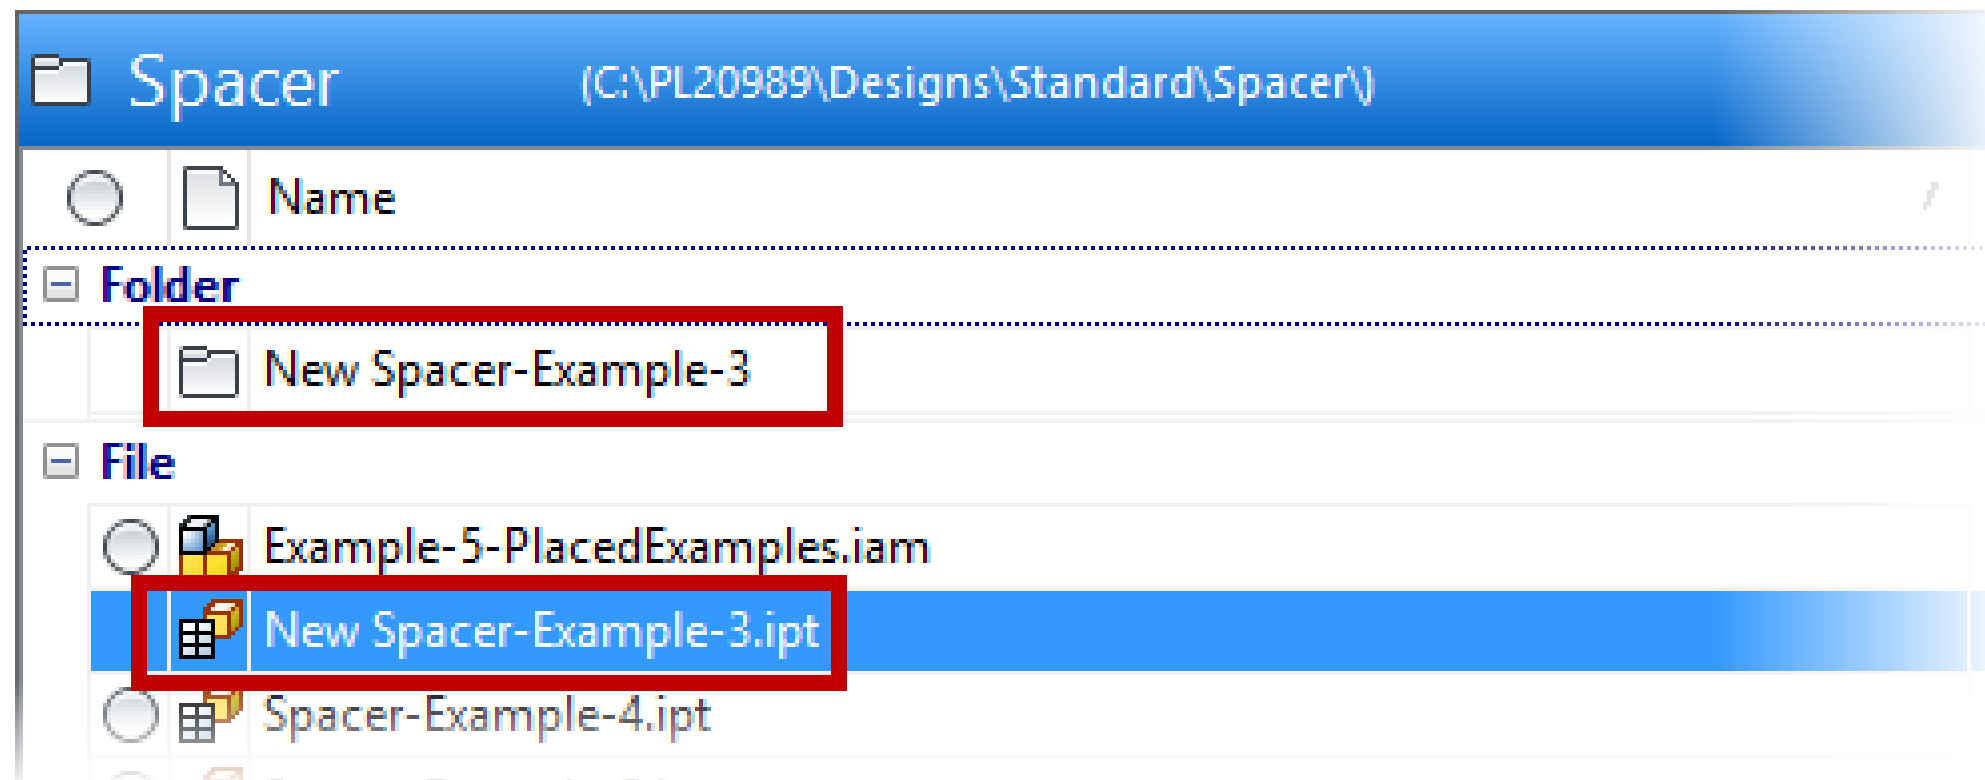 Spacer (C:\PL20989\Designs\Standard\Spacer\)
Name
Folder
New Spacer-Example-3
File
Example-5-PlacedExamples.iam
New Spacer-Example-3.ipt
Spacer-Example-4.ipt